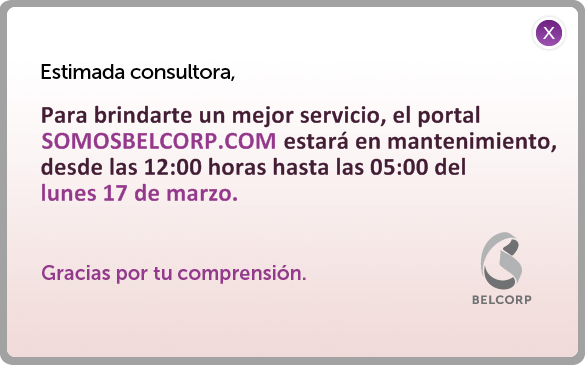 X
Estimada consultora,
Para brindarte un mejor servicio, el portal
SOMOSBELCORP.COM estará en mantenimiento,
desde las 12:00 horas hasta las 05:00 del
lunes 17 de marzo.
Gracias por tu comprensión.
BELCORP